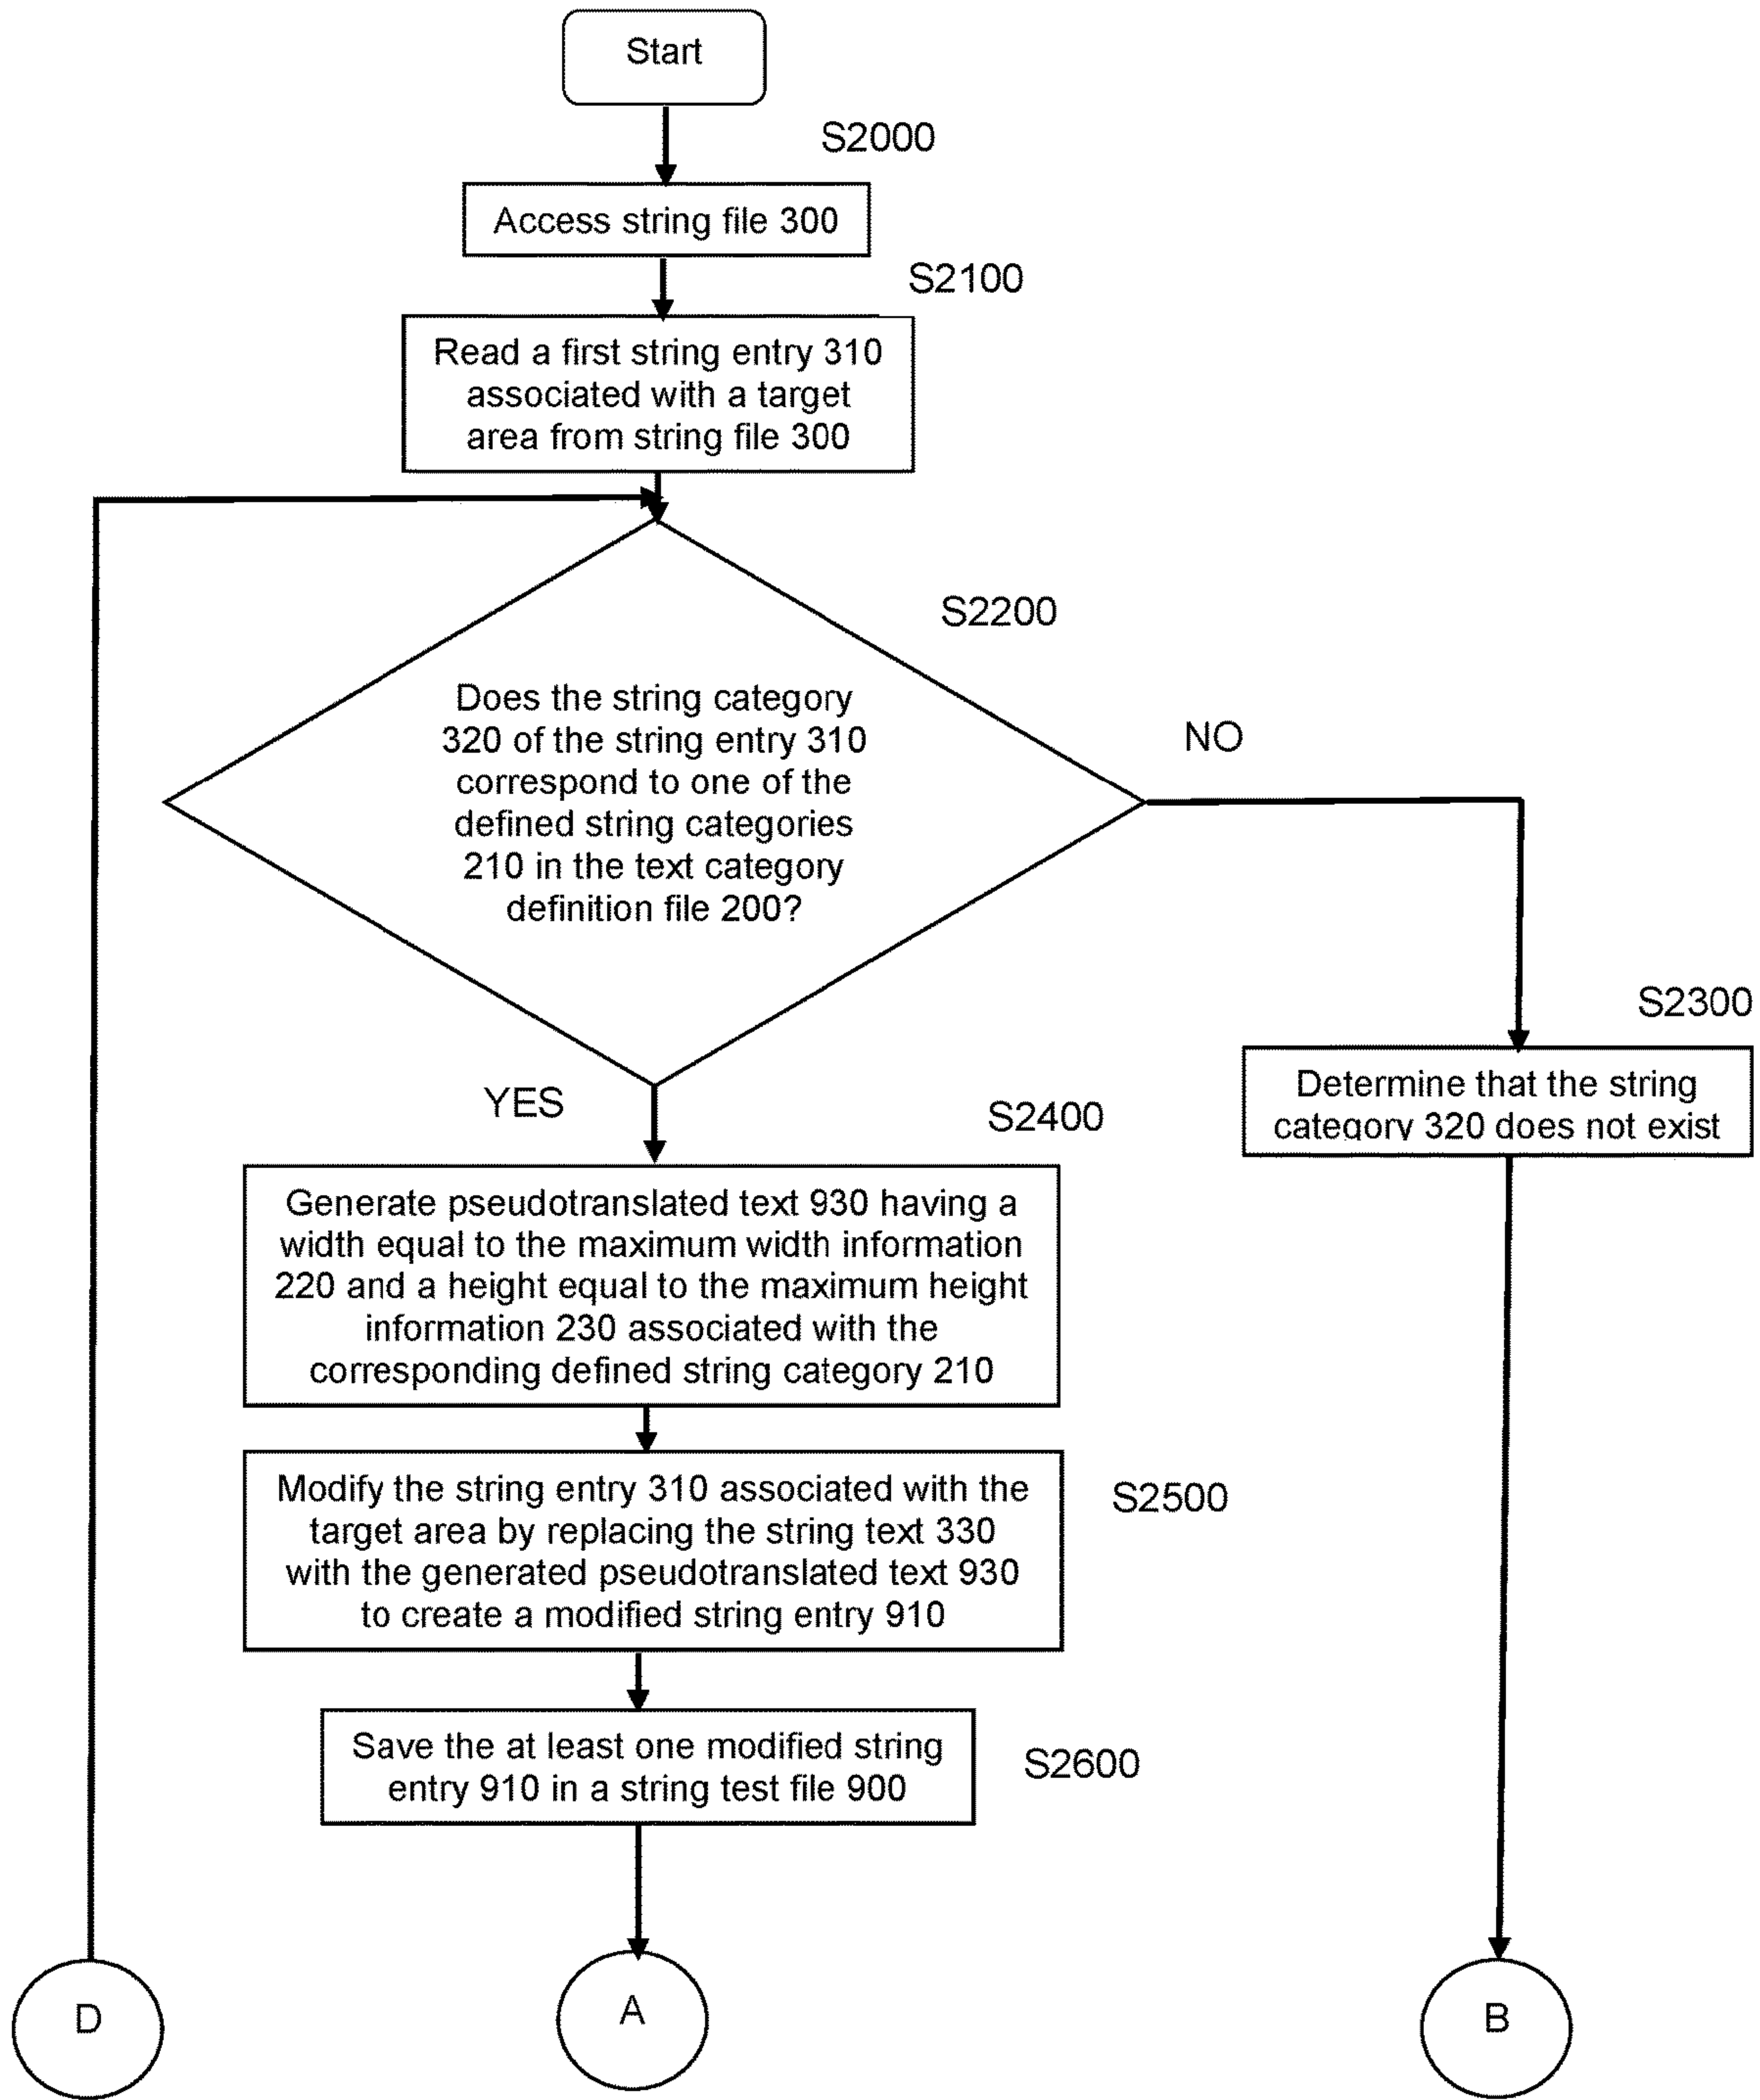 Start
S2000
Access string file 300
S2100
Read a first string entry 310
associated with a target
area from string file 300
S2200
Does the string category
320 of the string entry 310
correspond to one of the
defined string categories
210 in the text category
definition file 200?
NO
S2300
Determine that the string
category 320 does not exist
YES
S2400
Generate pseudotranslated text 930 having a
width equal to the maximum width information
220 and a height equal to the maximum height
information 230 associated with the
corresponding defined string category 210
Modify the string entry 310 associated with the
target area by replacing the string text 330
with the generated pseudotranslated text 930
to create a modified string entry 910
S2500
Save the at least one modified string
entry 910 in a string test file 900
S2600
D
A
B